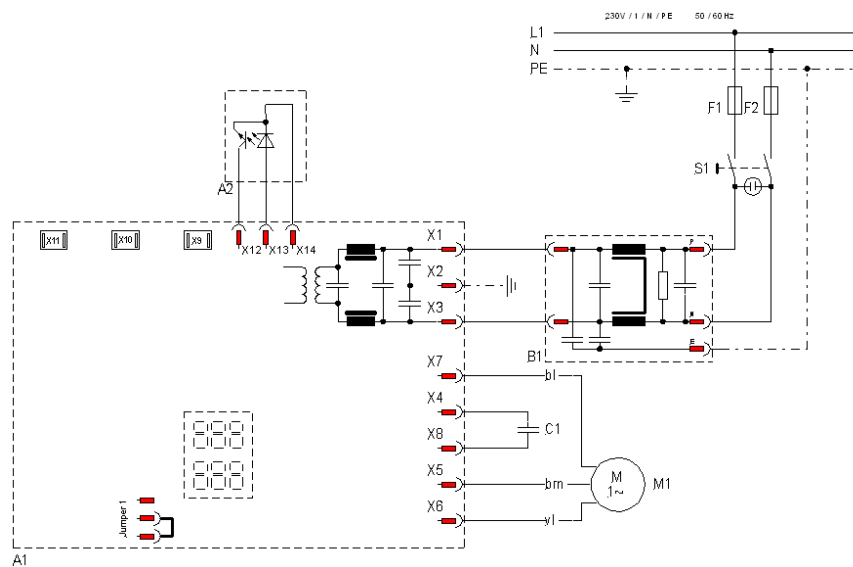 230V / 1 / N / PE 50 / 60 Hz
L1
N
PE
F1 F2
S1
A2
X11 X10 X9 X12 X13 X14
X1
X2
X3
P
N
E
B1
X7 bl
X4
C1
X8
X5 brn M 1~ M1
X6 vl
Jumper 1
A1